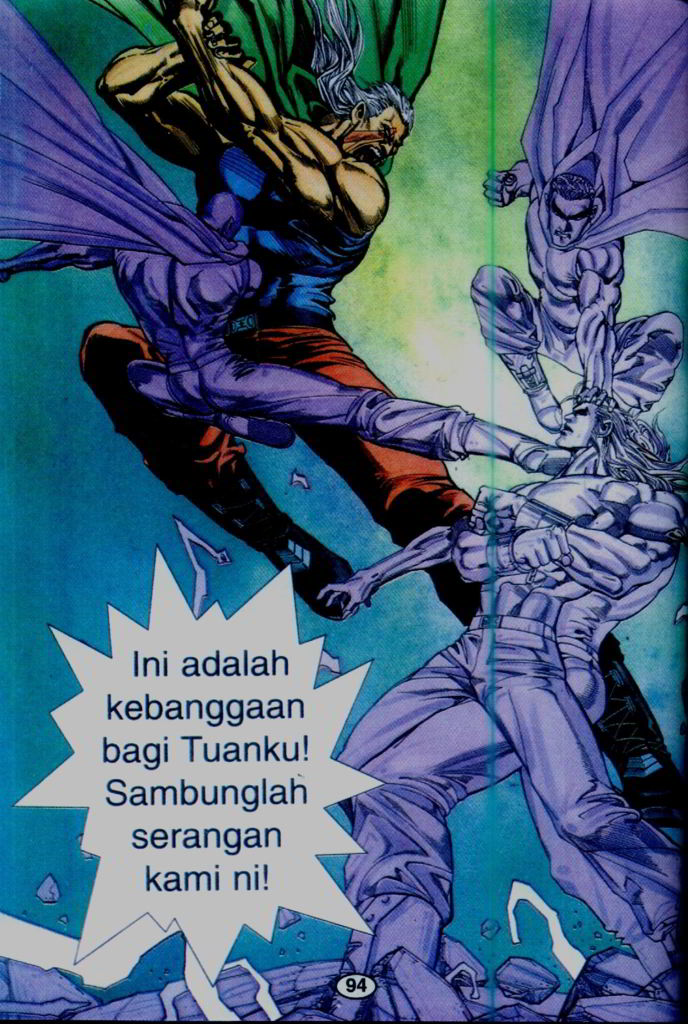 Ini adalah
kebanggaan
bagi Tuanku!
Sambunglah
serangan
kami ni!
94